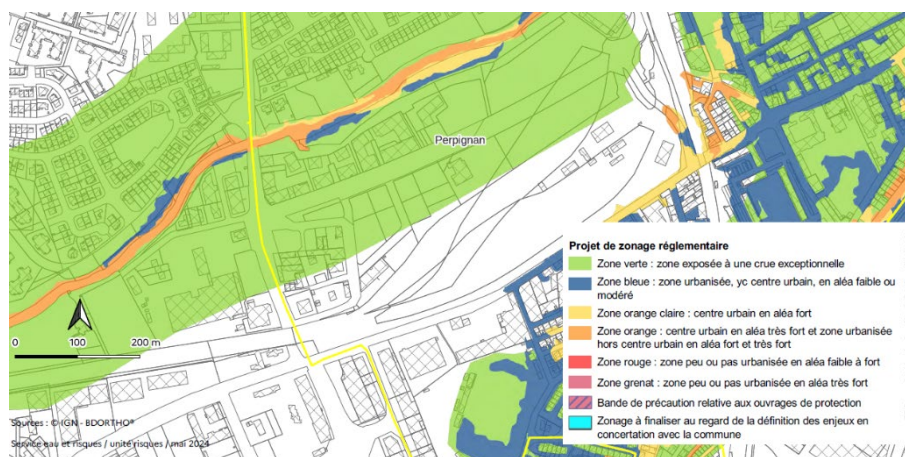 Perpignan
Projet de zonage réglementaire
Zone verte : zone exposée à une crue exceptionnelle
Zone bleue : zone urbanisée, yc centre urbain, en aléa faible ou
modéré
Zone orange claire : centre urbain en aléa fort
Zone orange : centre urbain en aléa très fort et zone urbanisée
hors centre urbain en aléa fort et très fort
Zone rouge : zone peu ou pas urbanisée en aléa faible à fort
Zone grenat : zone peu ou pas urbanisée en aléa très fort
Bande de précaution relative aux ouvrages de protection
Zonage à finaliser au regard de la définition des enjeux en
concertation avec la commune
0 100 200 m
Sources : © IGN - BDORTHO®
Service eau et risques / unité risques / mai 2024